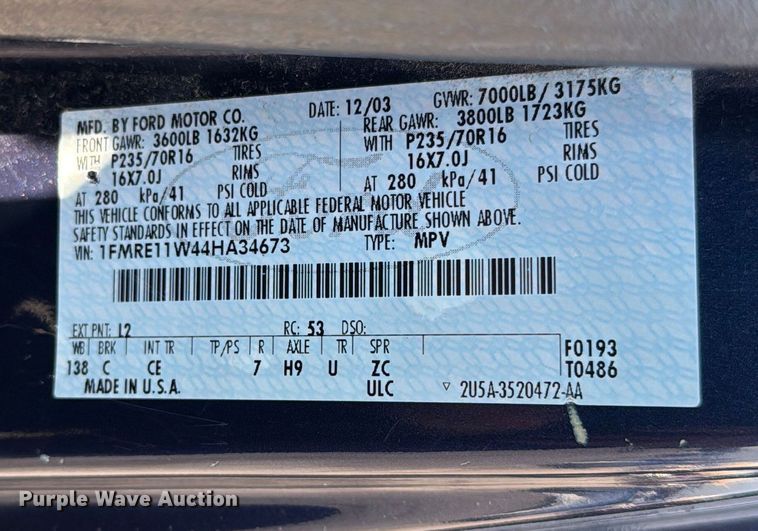 MFD. BY FORD MOTOR CO. DATE: 12/03 GVWR: 7000LB / 3175KG
FRONT GAWR: 3600LB 1632KG REAR GAWR: 3800LB 1723KG
WITH P235/70R16 TIRES WITH P235/70R16 TIRES
16X7.0J RIMS 16X7.0J RIMS
AT 280 kPa/41 PSI COLD AT 280 kPa/41 PSI COLD
THIS VEHICLE CONFORMS TO ALL APPLICABLE FEDERAL MOTOR VEHICLE
SAFETY STANDARDS IN EFFECT ON THE DATE OF MANUFACTURE SHOWN ABOVE.
VIN: 1FMRE11W44HA34673 TYPE: MPV
EXT PNT: L2 RC: 53 DSO:
WB BRK INT TR TP/PS R AXLE TR SPR F0193
138 C CE 7 H9 U ZC T0486
MADE IN U.S.A. ULC ▽ 2U5A-3520472-AA
Purple Wave Auction